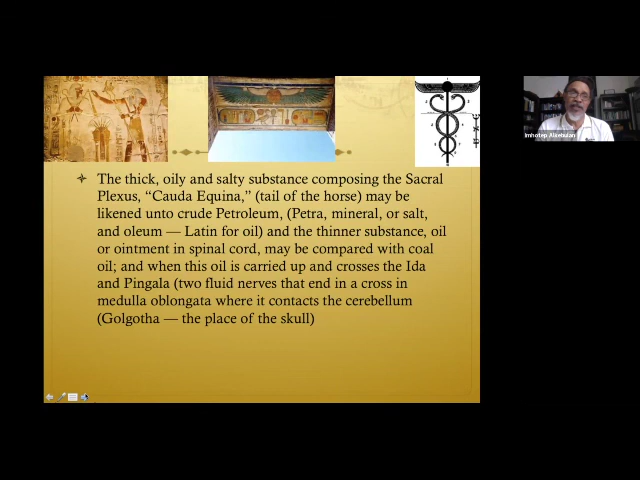 The thick, oily and salty substance composing the Sacral
Plexus, “Cauda Equina,” (tail of the horse) may be
likened unto crude Petroleum, (Petra, mineral, or salt,
and oleum — Latin for oil) and the thinner substance, oil
or ointment in spinal cord, may be compared with coal
oil; and when this oil is carried up and crosses the Ida
and Pingala (two fluid nerves that end in a cross in
medulla oblongata where it contacts the cerebellum
(Golgotha — the place of the skull)